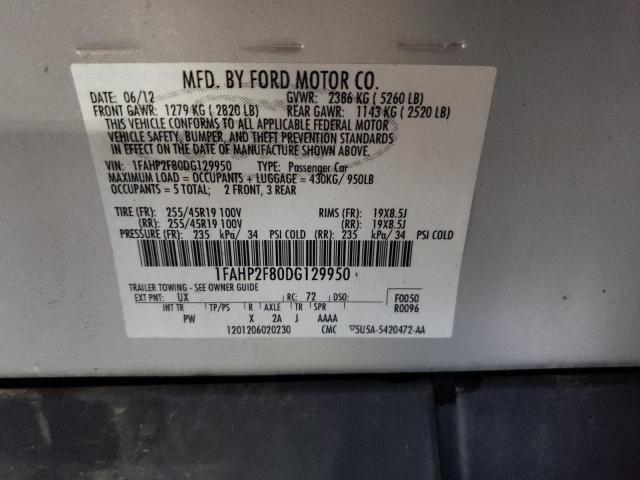 MFD. BY FORD MOTOR CO.
DATE: 06/12 GVWR: 2386 KG ( 5260 LB)
FRONT GAWR: 1279 KG ( 2820 LB) REAR GAWR: 1143 KG ( 2520 LB)
THIS VEHICLE CONFORMS TO ALL APPLICABLE FEDERAL MOTOR
VEHICLE SAFETY, BUMPER, AND THEFT PREVENTION STANDARDS
IN EFFECT ON THE DATE OF MANUFACTURE SHOWN ABOVE.
VIN: 1FAHP2F80DG129950 TYPE: Passenger Car
MAXIMUM LOAD = OCCUPANTS + LUGGAGE = 430KG/ 950LB
OCCUPANTS = 5 TOTAL; 2 FRONT, 3 REAR
TIRE (FR): 255/45R19 100V RIMS (FR): 19X8.5J
(RR): 255/45R19 100V (RR): 19X8.5J
PRESSURE (FR): 235 kPa/ 34 PSI COLD (RR): 235 kPa/ 34 PSI COLD
1FAHP2F80DG129950
TRAILER TOWING - SEE OWNER GUIDE
EXT PNT: UX RC: 72 DSO: F0050
INT TR TP/PS R AXLE TR SPR R0096
PW X 2A J AAAA
1201206020230 CMC ▽5U5A-5420472-AA